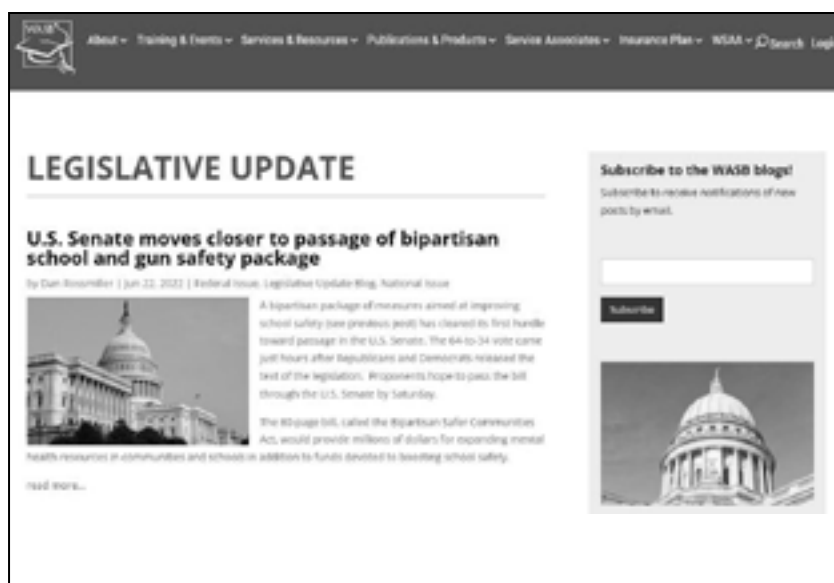 WASB
About Training & Events Services & Resources Publications & Products Service Associates Insurance Plan WSAA Search Login
LEGISLATIVE UPDATE
U.S. Senate moves closer to passage of bipartisan
school and gun safety package
by Dan Rossmiller | Jun 22, 2022 | Federal Issue, Legislative Update Blog, National Issue
A bipartisan package of measures aimed at improving
school safety (see previous post) has cleared its first hurdle
toward passage in the U.S. Senate. The 64-to-34 vote came
just hours after Republicans and Democrats released the
text of the legislation. Proponents hope to pass the bill
through the U.S. Senate by Saturday.
The 80-page bill, called the Bipartisan Safer Communities
Act, would provide millions of dollars for expanding mental
health resources in communities and schools in addition to funds devoted to boosting school safety.
read more...
Subscribe to the WASB blogs!
Subscribe to receive notifications of new
posts by email.
Subscribe